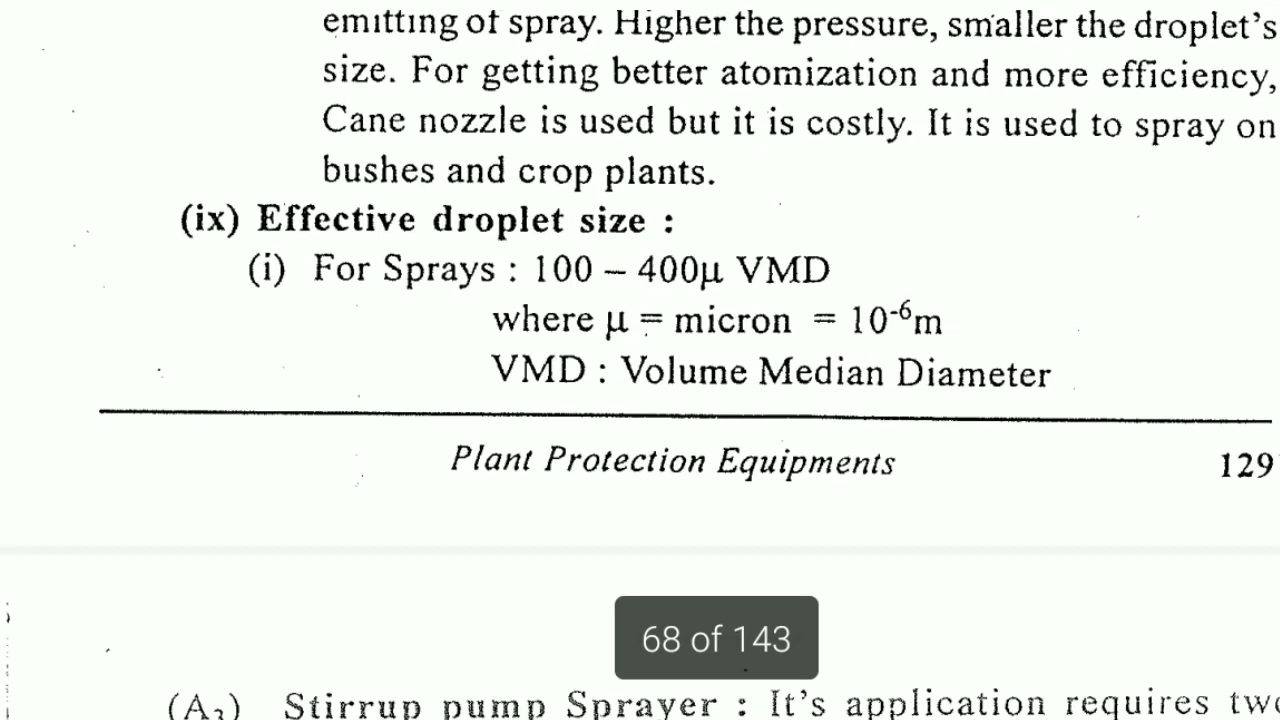 emitting of spray. Higher the pressure, smaller the droplet's
size. For getting better atomization and more efficiency,
Cane nozzle is used but it is costly. It is used to spray on
bushes and crop plants.
(ix) Effective droplet size :
(i) For Sprays : 100 – 400μ VMD
where μ = micron = 10⁻⁶m
VMD : Volume Median Diameter
Plant Protection Equipments 129
68 of 143
(A₃) Stirrup pump Sprayer : It's application requires